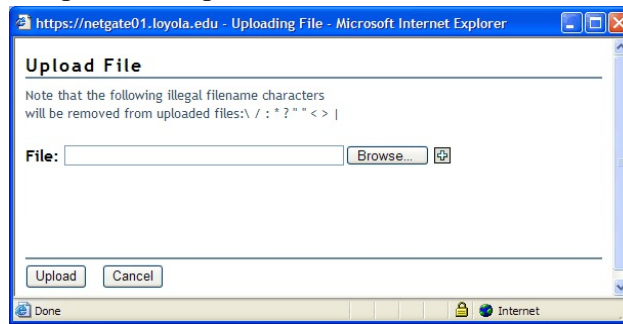 https://netgate01.loyola.edu - Uploading File - Microsoft Internet Explorer
Upload File
Note that the following illegal filename characters
will be removed from uploaded files:\ / : * ? " " < > |
File: Browse...
Upload Cancel
Done Internet